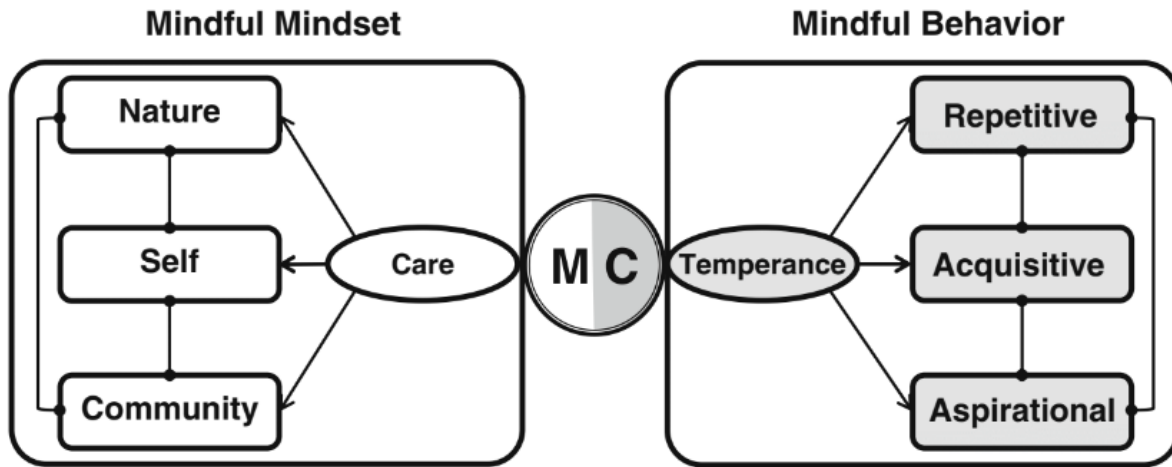 Mindful Mindset
Mindful Behavior
Nature
Self
Community
Care
M C
Temperance
Repetitive
Acquisitive
Aspirational